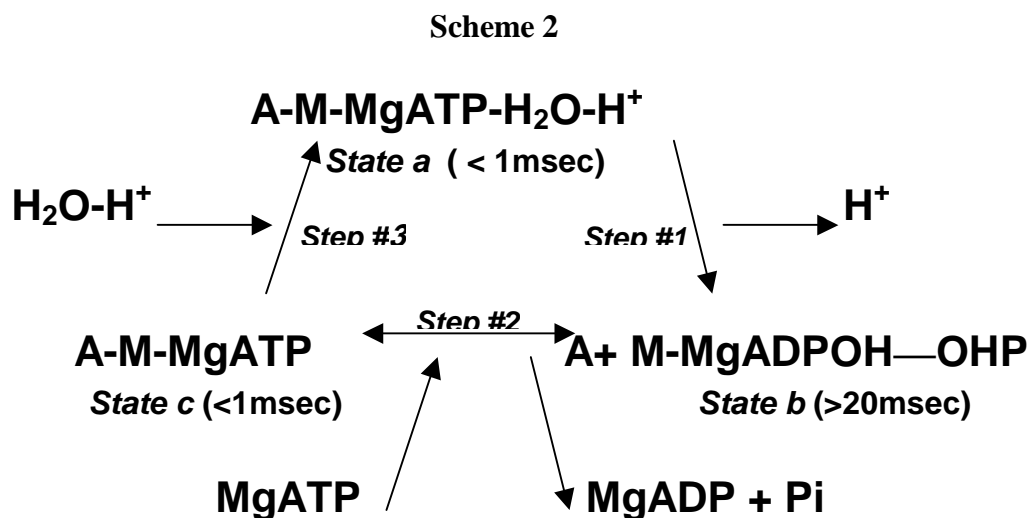 Scheme 2
A-M-MgATP-H₂O-H⁺
State a ( < 1msec)
H₂O-H⁺
H⁺
Step #3
Step #1
Step #2
A-M-MgATP
A+ M-MgADPOH—OHP
State c (<1msec)
State b (>20msec)
MgATP
MgADP + Pi